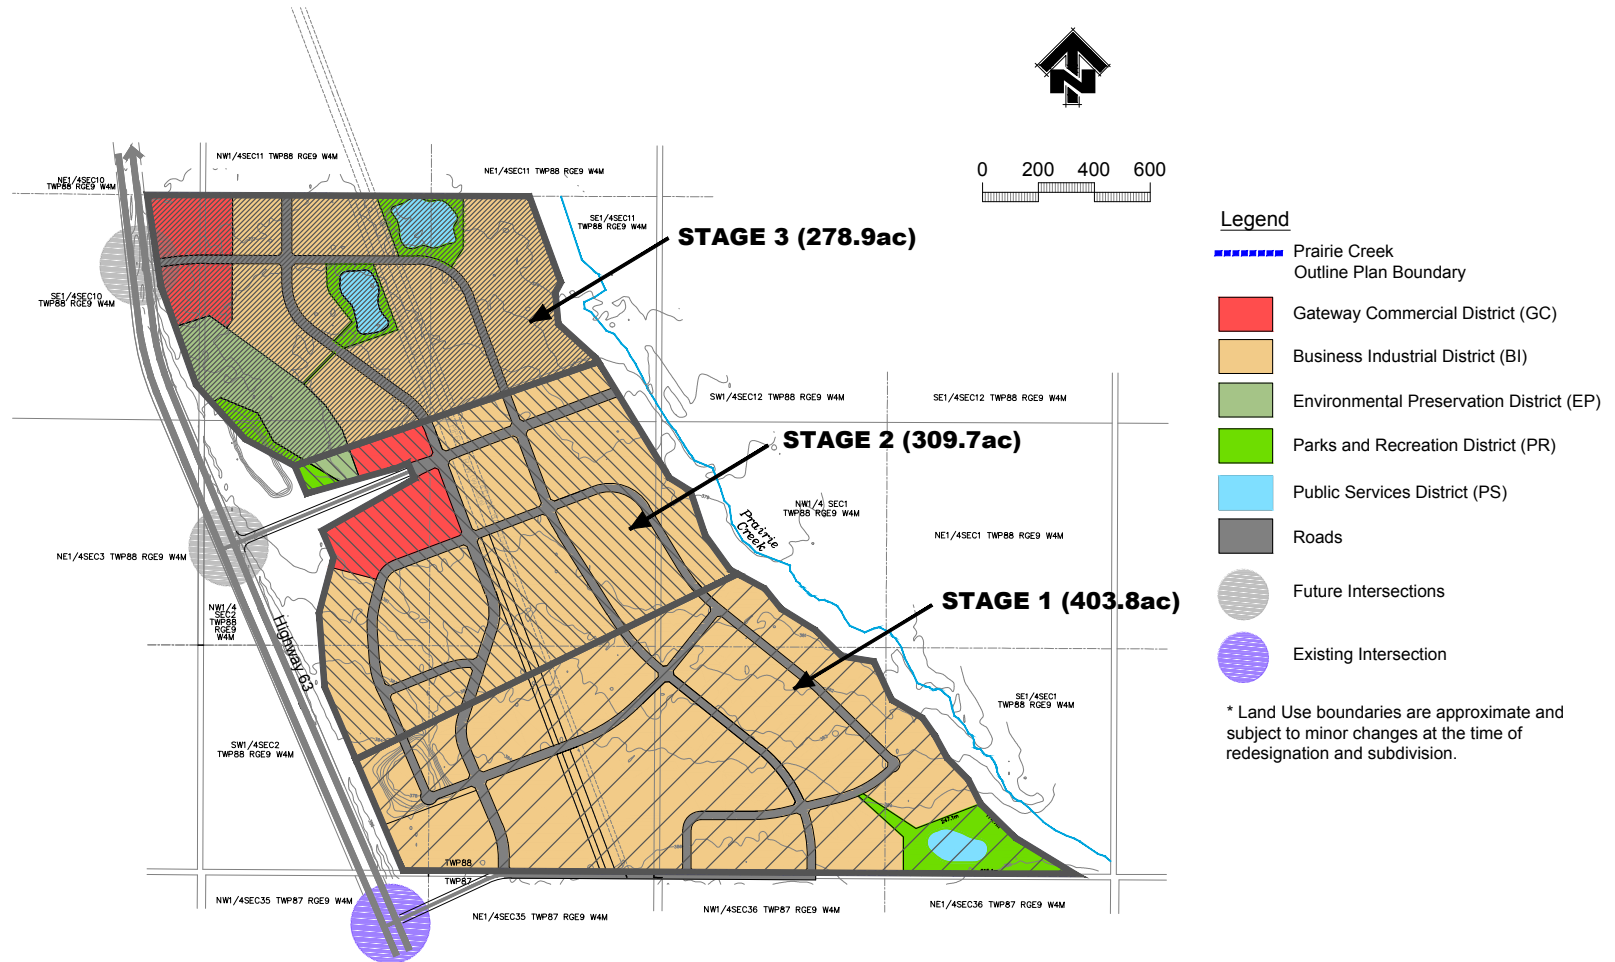 N
0 200 400 600
NW1/4SEC11 TWP88 RGE9 W4M
NE1/4SEC11 TWP88 RGE9 W4M
NE1/4SEC10
TWP88 RGE9 W4M
SE1/4SEC11
TWP88 RGE9 W4M
STAGE 3 (278.9ac)
SE1/4SEC10
TWP88 RGE9 W4M
SW1/4SEC12 TWP88 RGE9 W4M
SE1/4SEC12 TWP88 RGE9 W4M
STAGE 2 (309.7ac)
NW1/4 SEC1
TWP88 RGE9 W4M
Prairie
Creek
NE1/4SEC1 TWP88 RGE9 W4M
NE1/4SEC3 TWP88 RGE9 W4M
STAGE 1 (403.8ac)
NW1/4
SEC2
TWP88
RGE9
W4M
Highway 63
SE1/4SEC1
TWP88 RGE9 W4M
SW1/4SEC2
TWP88 RGE9 W4M
TWP88
TWP87
NW1/4SEC35 TWP87 RGE9 W4M
NE1/4SEC35 TWP87 RGE9 W4M
NW1/4SEC36 TWP87 RGE9 W4M
NE1/4SEC36 TWP87 RGE9 W4M
Legend
Prairie Creek
Outline Plan Boundary
Gateway Commercial District (GC)
Business Industrial District (BI)
Environmental Preservation District (EP)
Parks and Recreation District (PR)
Public Services District (PS)
Roads
Future Intersections
Existing Intersection
* Land Use boundaries are approximate and
subject to minor changes at the time of
redesignation and subdivision.